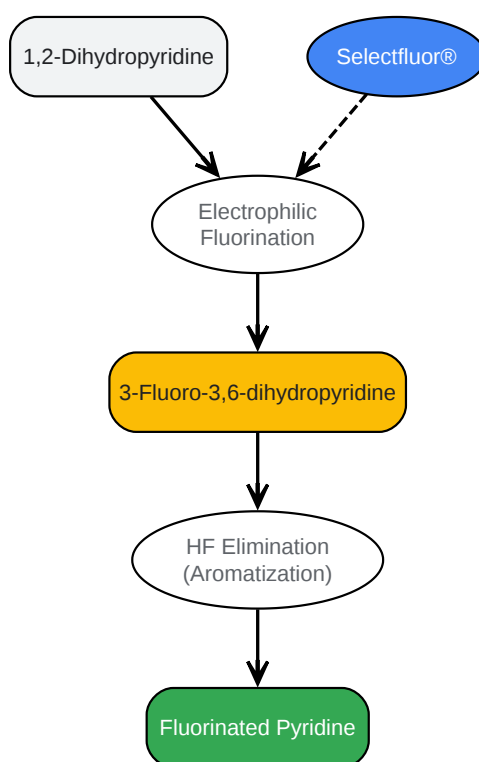 1,2-Dihydropyridine
Selectfluor®
Electrophilic
Fluorination
3-Fluoro-3,6-dihydropyridine
HF Elimination
(Aromatization)
Fluorinated Pyridine